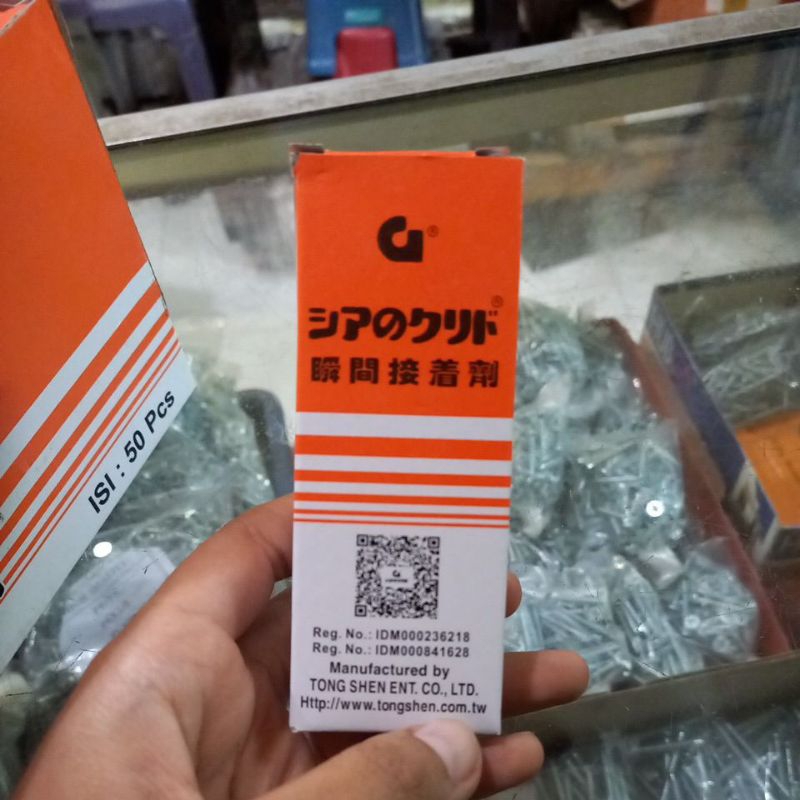 シアのクリド®
瞬間接着劑
Reg. No.: IDM000236218
Reg. No.: IDM000841628
Manufactured by
TONG SHEN ENT. CO., LTD.
Http://www.tongshen.com.tw
ISI : 50 Pcs